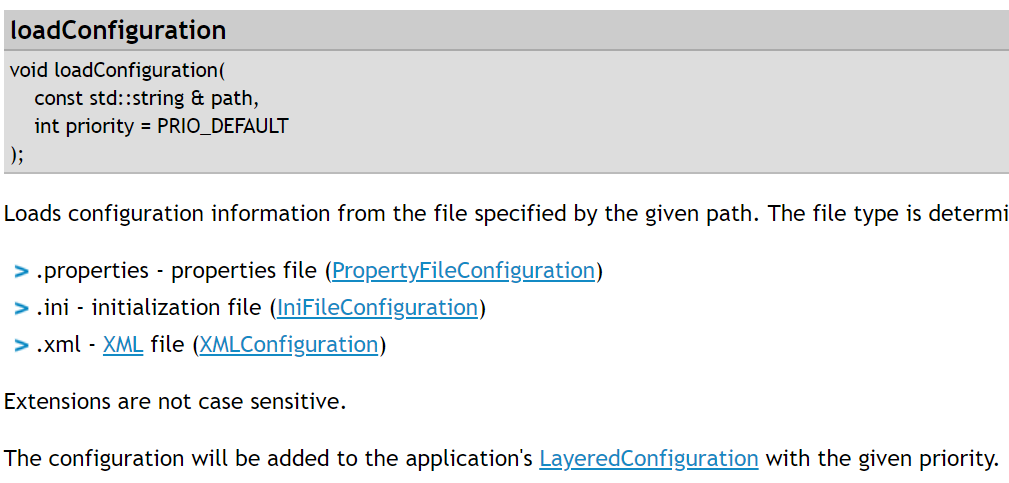 loadConfiguration
void loadConfiguration(
const std::string & path,
int priority = PRIO_DEFAULT
);
Loads configuration information from the file specified by the given path. The file type is determi
> .properties - properties file (PropertyFileConfiguration)
> .ini - initialization file (IniFileConfiguration)
> .xml - XML file (XMLConfiguration)
Extensions are not case sensitive.
The configuration will be added to the application's LayeredConfiguration with the given priority.